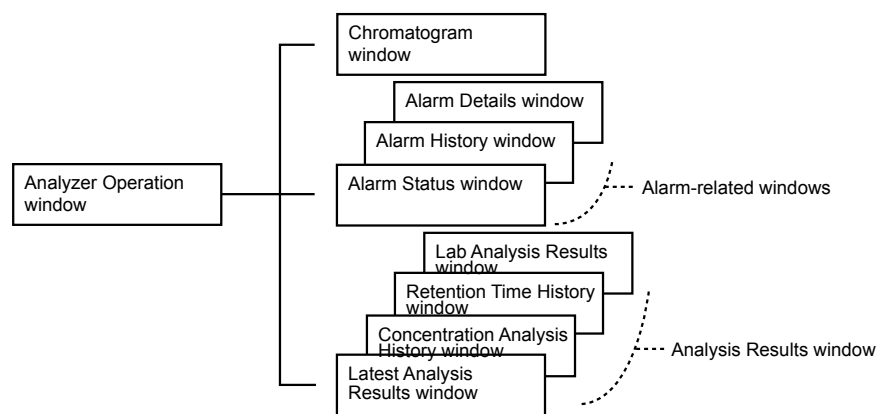 Chromatogram
window
Alarm Details window
Alarm History window
Analyzer Operation
window
Alarm Status window
Alarm-related windows
Lab Analysis Results
window
Retention Time History
window
Concentration Analysis
History window
Analysis Results window
Latest Analysis
Results window